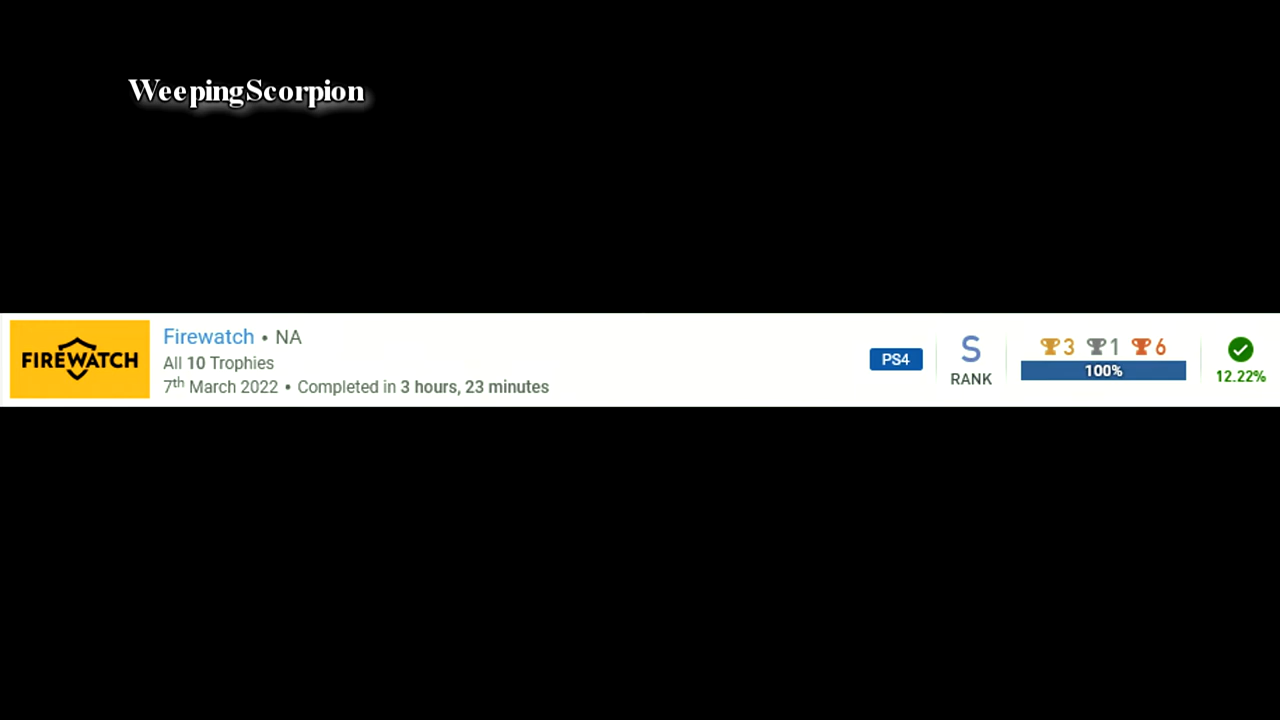 WeepingScorpion
FIREWATCH
Firewatch • NA
All 10 Trophies
7th March 2022 • Completed in 3 hours, 23 minutes
PS4
S
RANK
3 1 6
100%
12.22%